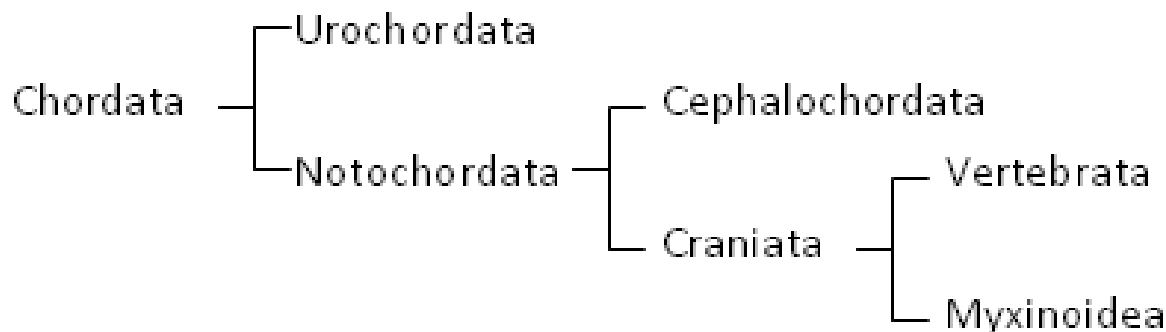 Urochordata
Chordata
Cephalochordata
Notochordata
Vertebrata
Craniata
Myxinoidea